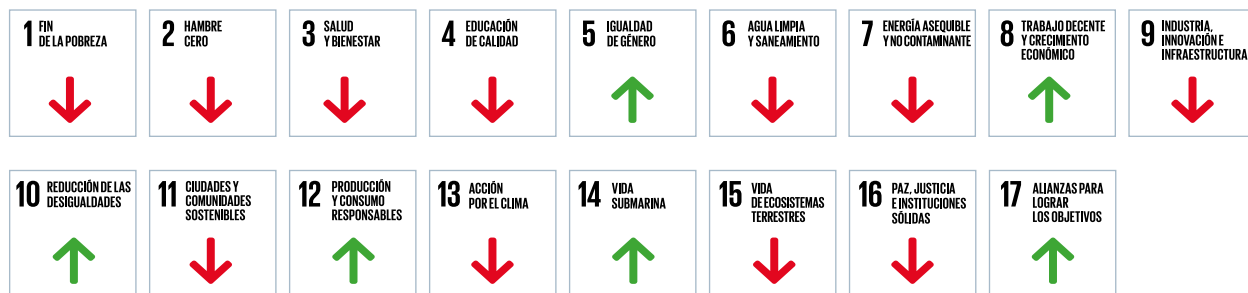 1 FIN
DE LA POBREZA
2 HAMBRE
CERO
3 SALUD
Y BIENESTAR
4 EDUCACIÓN
DE CALIDAD
5 IGUALDAD
DE GÉNERO
6 AGUA LIMPIA
Y SANEAMIENTO
7 ENERGÍA ASEQUIBLE
Y NO CONTAMINANTE
8 TRABAJO DECENTE
Y CRECIMIENTO
ECONÓMICO
9 INDUSTRIA,
INNOVACIÓN E
INFRAESTRUCTURA
10 REDUCCIÓN DE LAS
DESIGUALDADES
11 CIUDADES Y
COMUNIDADES
SOSTENIBLES
12 PRODUCCIÓN
Y CONSUMO
RESPONSABLES
13 ACCIÓN
POR EL CLIMA
14 VIDA
SUBMARINA
15 VIDA
DE ECOSISTEMAS
TERRESTRES
16 PAZ, JUSTICIA
E INSTITUCIONES
SÓLIDAS
17 ALIANZAS PARA
LOGRAR
LOS OBJETIVOS